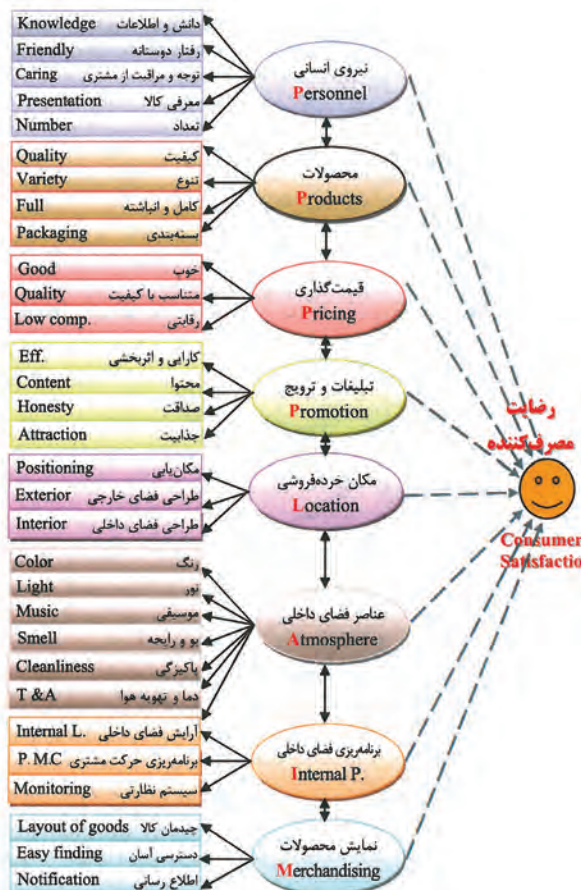 Knowledge دانش و اطلاعات
Friendly رفتار دوستانه
Caring توجه و مراقبت از مشتری
Presentation معرفی کالا
Number تعداد
نیروی انسانی
Personnel
Quality کیفیت
Variety تنوع
Full کامل و انباشته
Packaging بسته‌بندی
محصولات
Products
Good خوب
Quality متناسب با کیفیت
Low comp. رقابتی
قیمت‌گذاری
Pricing
Eff. کارایی و اثربخشی
Content محتوا
Honesty صداقت
Attraction جذابیت
تبلیغات و ترویج
Promotion
Positioning مکان‌یابی
Exterior طراحی فضای خارجی
Interior طراحی فضای داخلی
مکان خرده‌فروشی
Location
Color رنگ
Light نور
Music موسیقی
Smell بو و رایحه
Cleanliness پاکیزگی
T &A دما و تهویه هوا
عناصر فضای داخلی
Atmosphere
Internal L. آرایش فضای داخلی
P. M.C برنامه‌ریزی حرکت مشتری
Monitoring سیستم نظارتی
برنامه‌ریزی فضای داخلی
Internal P.
Layout of goods چیدمان کالا
Easy finding دسترسی آسان
Notification اطلاع رسانی
نمایش محصولات
Merchandising
رضایت
مصرف‌کننده
Consumer
Satisfaction